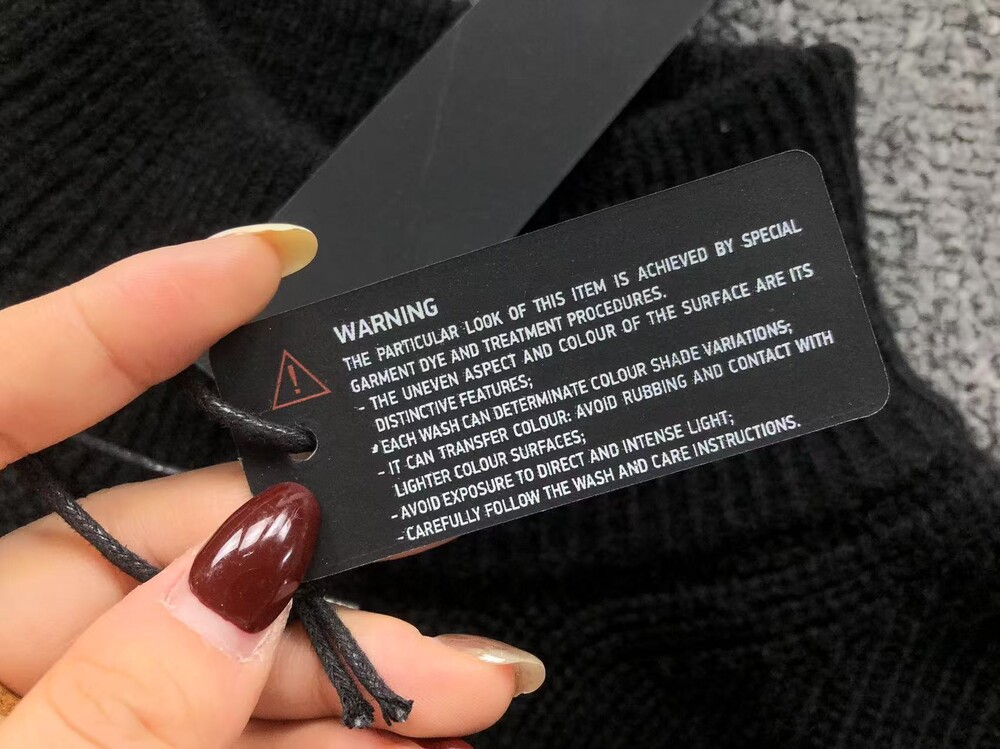 WARNING
THE PARTICULAR LOOK OF THIS ITEM IS ACHIEVED BY SPECIAL
GARMENT DYE AND TREATMENT PROCEDURES.
- THE UNEVEN ASPECT AND COLOUR OF THE SURFACE ARE ITS
DISTINCTIVE FEATURES;
-EACH WASH CAN DETERMINATE COLOUR SHADE VARIATIONS;
- IT CAN TRANSFER COLOUR: AVOID RUBBING AND CONTACT WITH
LIGHTER COLOUR SURFACES;
- AVOID EXPOSURE TO DIRECT AND INTENSE LIGHT;
- CAREFULLY FOLLOW THE WASH AND CARE INSTRUCTIONS.